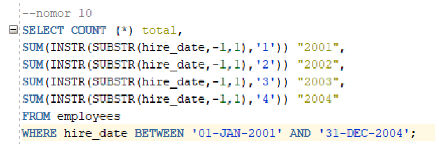 --nomor 10
SELECT COUNT (*) total,
SUM(INSTR(SUBSTR(hire_date,-1,1),'1')) "2001",
SUM(INSTR(SUBSTR(hire_date,-1,1),'2')) "2002",
SUM(INSTR(SUBSTR(hire_date,-1,1),'3')) "2003",
SUM(INSTR(SUBSTR(hire_date,-1,1),'4')) "2004"
FROM employees
WHERE hire_date BETWEEN '01-JAN-2001' AND '31-DEC-2004';